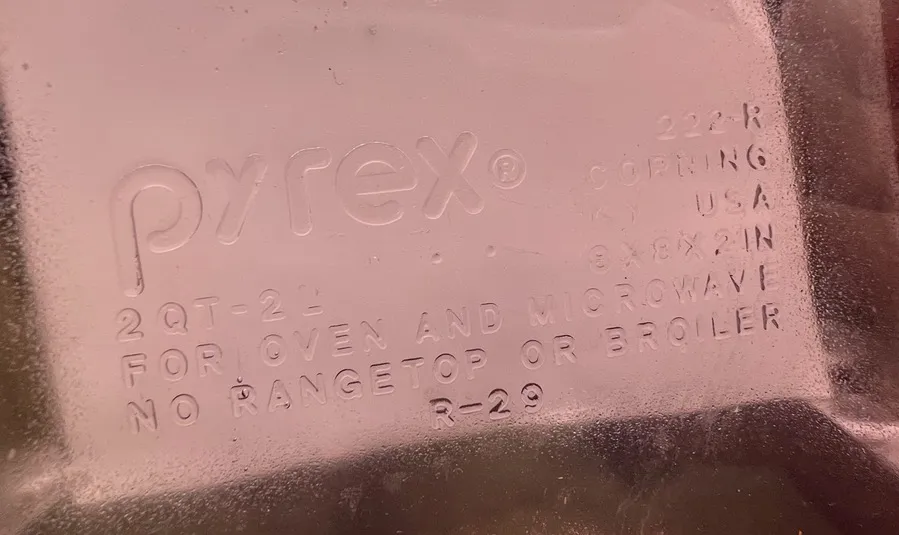 pyrex®
222-R
CORNING
NY USA
8X8X2IN
2QT-2L
FOR OVEN AND MICROWAVE
NO RANGETOP OR BROILER
R-29